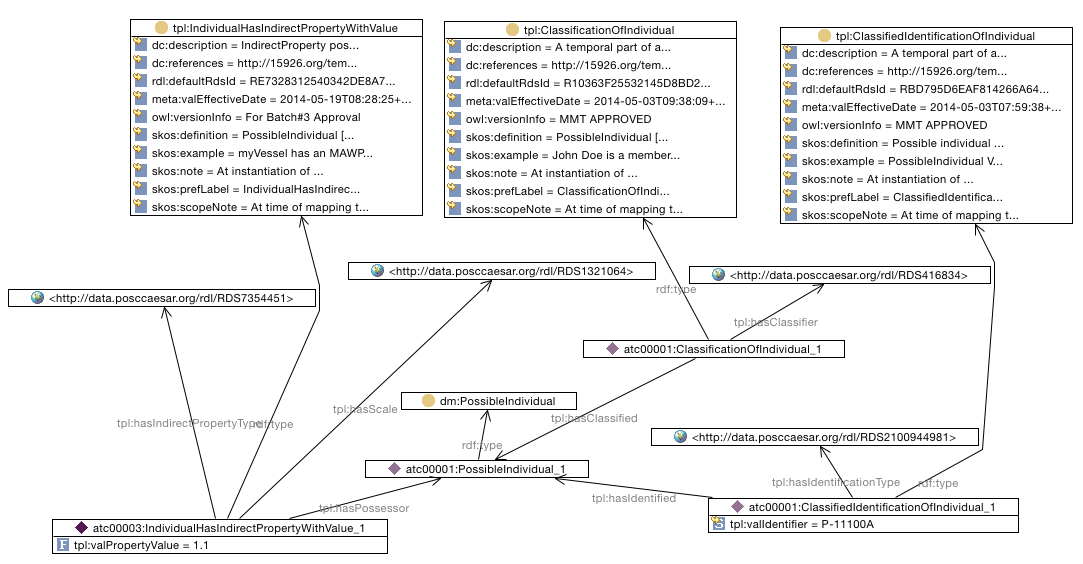 tpl:IndividualHasIndirectPropertyWithValue
dc:description = IndirectProperty pos...
dc:references = http://15926.org/tem...
rdl:defaultRdsId = RE7328312540342DE8A7...
meta:valEffectiveDate = 2014-05-19T08:28:25+...
owl:versionInfo = For Batch#3 Approval
skos:definition = PossibleIndividual [...
skos:example = myVessel has an MAWP...
skos:note = At instantiation of ...
skos:prefLabel = IndividualHasIndirec...
skos:scopeNote = At time of mapping t...
tpl:ClassificationOfIndividual
dc:description = A temporal part of a...
dc:references = http://15926.org/tem...
rdl:defaultRdsId = R10363F25532145D8BD2...
meta:valEffectiveDate = 2014-05-03T09:38:09+...
owl:versionInfo = MMT APPROVED
skos:definition = PossibleIndividual [...
skos:example = John Doe is a member...
skos:note = At instantiation of ...
skos:prefLabel = ClassificationOfIndi...
skos:scopeNote = At time of mapping t...
tpl:ClassifiedIdentificationOfIndividual
dc:description = A temporal part of a...
dc:references = http://15926.org/tem...
rdl:defaultRdsId = RBD795D6EAF814266A64...
meta:valEffectiveDate = 2014-05-03T07:59:38+...
owl:versionInfo = MMT APPROVED
skos:definition = Possible individual ...
skos:example = PossibleIndividual V...
skos:note = At instantiation of ...
skos:prefLabel = ClassifiedIdentifica...
skos:scopeNote = At time of mapping t...
<http://data.posccaesar.org/rdl/RDS1321064>
<http://data.posccaesar.org/rdl/RDS416834>
rdf:type
<http://data.posccaesar.org/rdl/RDS7354451>
tpl:hasClassifier
atc00001:ClassificationOfIndividual_1
dm:PossibleIndividual
tpl:hasScale
tpl:hasClassified
tpl:hasIndirectPropertyType
rdf:type
<http://data.posccaesar.org/rdl/RDS2100944981>
rdf:type
atc00001:PossibleIndividual_1
tpl:hasIdentificationType
rdf:type
tpl:hasIdentified
tpl:hasPossessor
atc00001:ClassifiedIdentificationOfIndividual_1
tpl:valIdentifier = P-11100A
atc00003:IndividualHasIndirectPropertyWithValue_1
F
tpl:valPropertyValue = 1.1